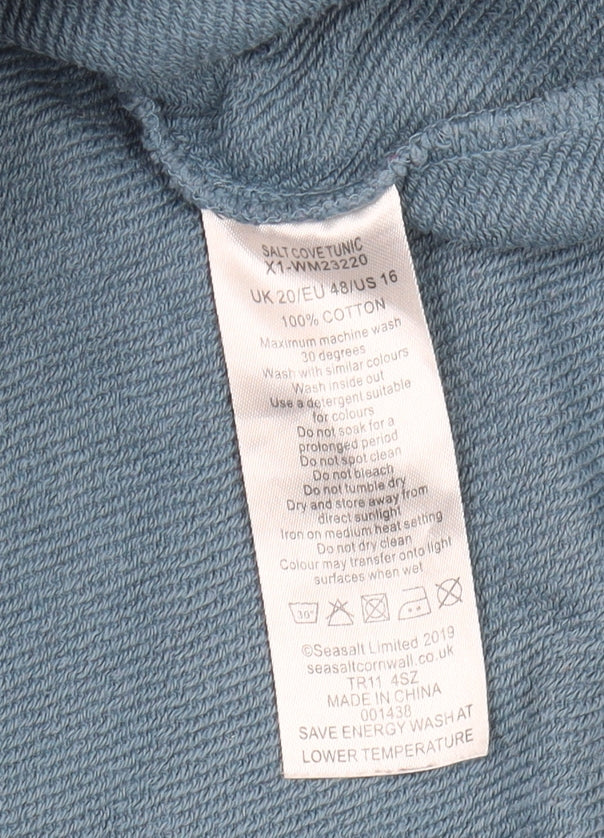 SALT COVE TUNIC
X1-WM23220
UK 20/EU 48/US 16
100% COTTON
Maximum machine wash
30 degrees
Wash with similar colours
Wash inside out
Use a detergent suitable
for colours
Do not soak for a
prolonged period
Do not spot clean
Do not bleach
Do not tumble dry
Dry and store away from
direct sunlight
Iron on medium heat setting
Do not dry clean
Colour may transfer onto light
surfaces when wet
30°
©Seasalt Limited 2019
seasaltcornwall.co.uk
TR11 4SZ
MADE IN CHINA
001438
SAVE ENERGY WASH AT
LOWER TEMPERATURE